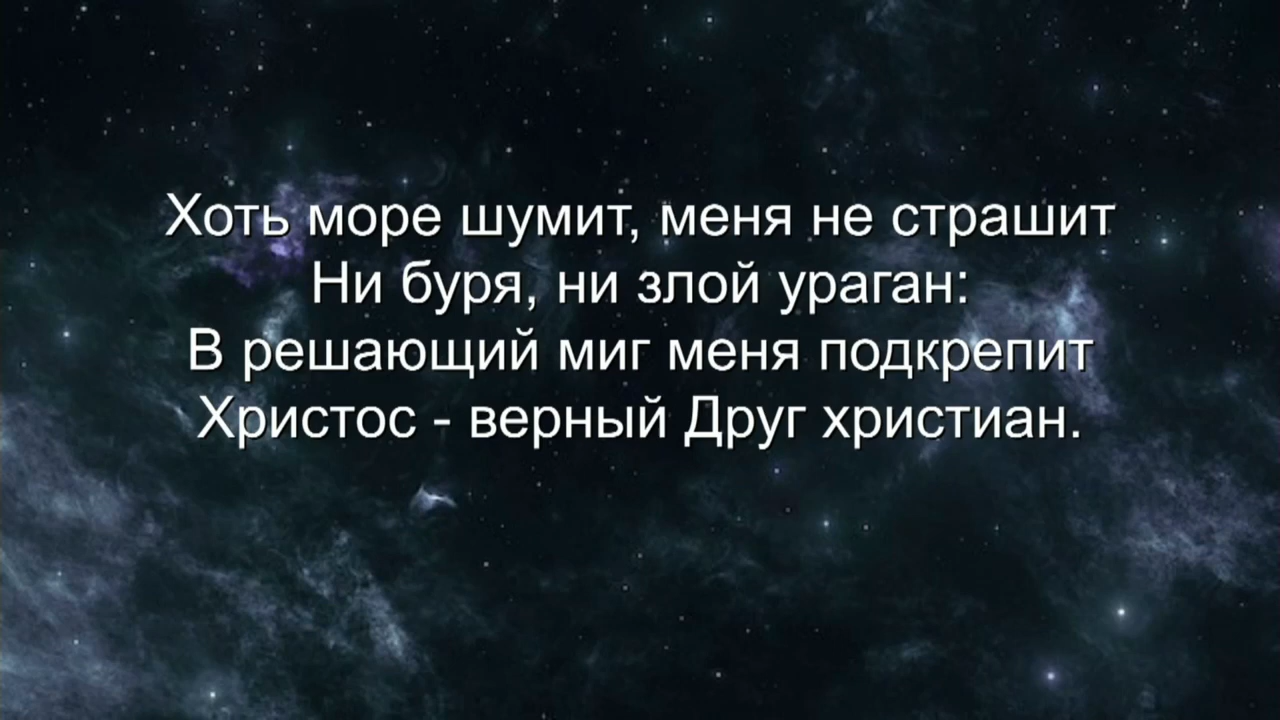 Хоть море шумит, меня не страшит
Ни буря, ни злой ураган:
В решающий миг меня подкрепит
Христос - верный Друг христиан.